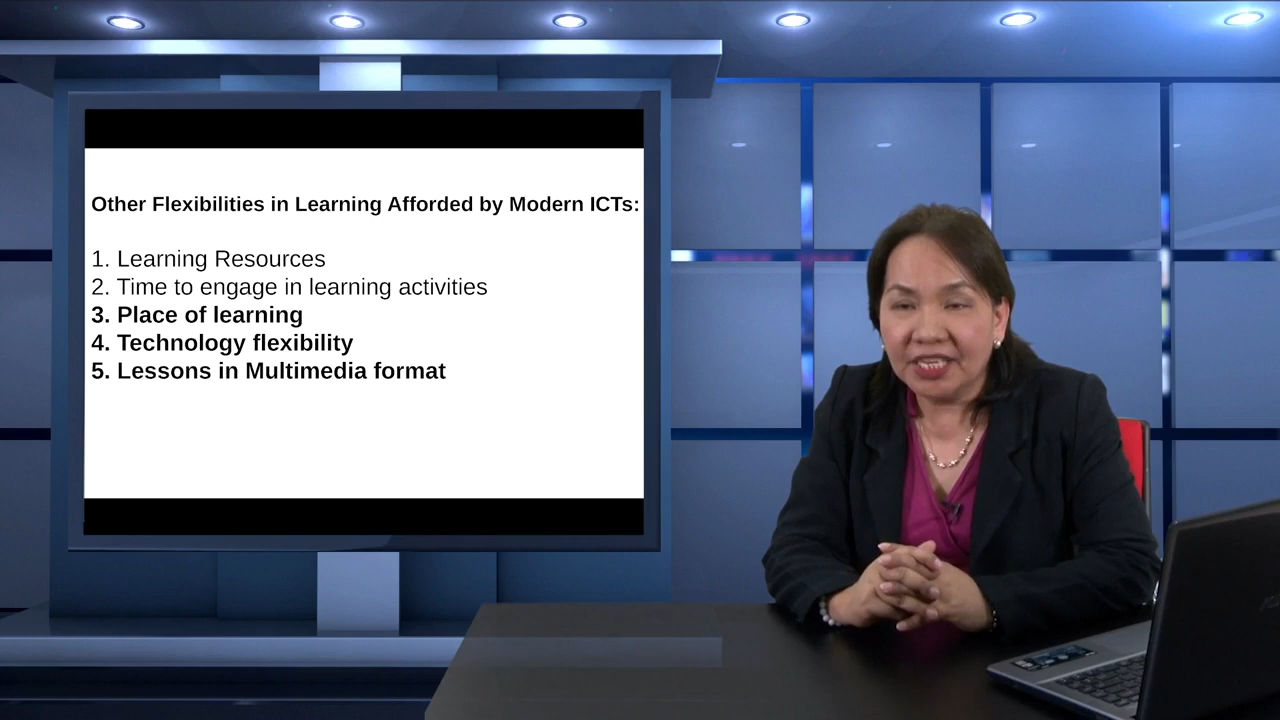 Other Flexibilities in Learning Afforded by Modern ICTs:
1. Learning Resources
2. Time to engage in learning activities
3. Place of learning
4. Technology flexibility
5. Lessons in Multimedia format